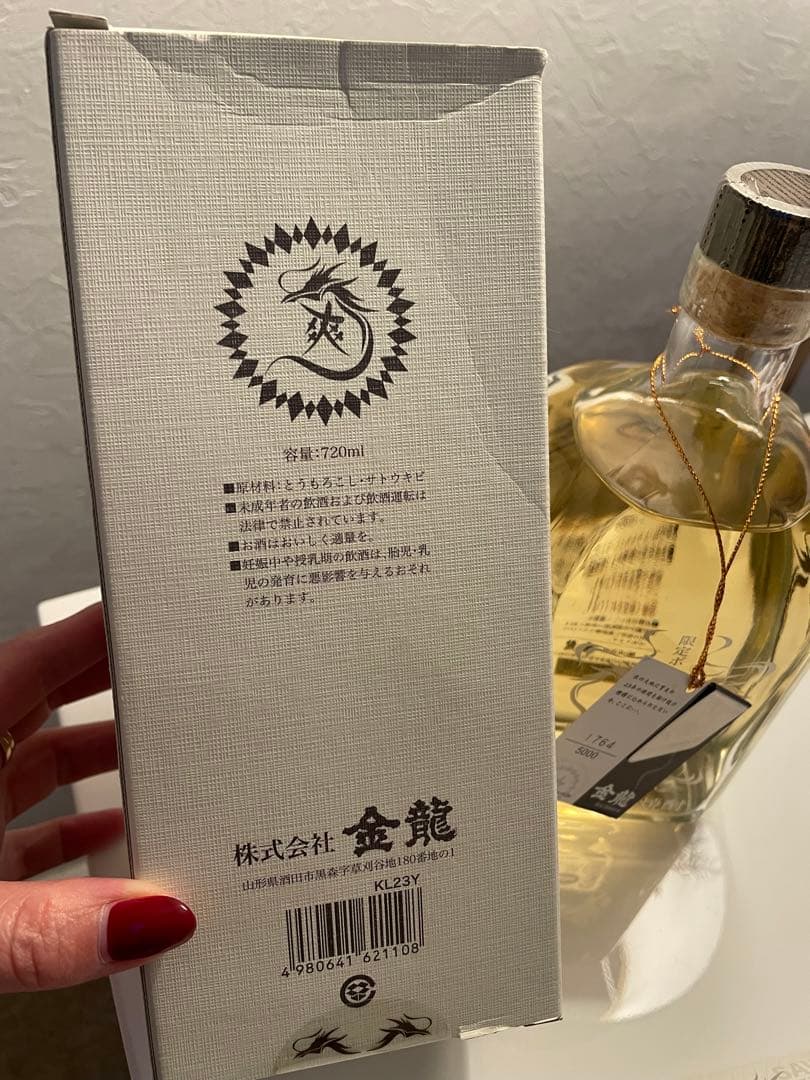 爽
容量:720ml
■原材料:とうもろこし・サトウキビ
■未成年者の飲酒および飲酒運転は
法律で禁止されています。
■お酒はおいしく適量を。
■妊娠中や授乳期の飲酒は、胎児・乳
児の発育に悪影響を与えるおそれ
があります。
株式会社 金龍
山形県酒田市黒森字草刈谷地180番地の1
KL23Y
4 980641 621108
限定ボ
1764
5000
金龍